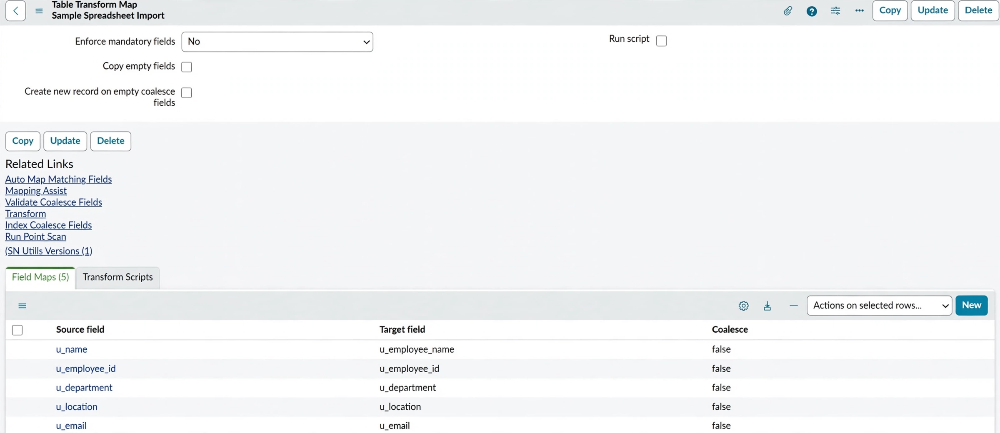 Table Transform Map
Sample Spreadsheet Import
Copy
Update
Delete
Enforce mandatory fields
No
Run script
Copy empty fields
Create new record on empty coalesce
fields
Copy
Update
Delete
Related Links
Auto Map Matching Fields
Mapping Assist
Validate Coalesce Fields
Transform
Index Coalesce Fields
Run Point Scan
(SN Utills Versions (1)
Field Maps (5)
Transform Scripts
Actions on selected rows...
New
Source field Target field Coalesce
u_name u_employee_name false
u_employee_id u_employee_id false
u_department u_department false
u_location u_location false
u_email u_email false